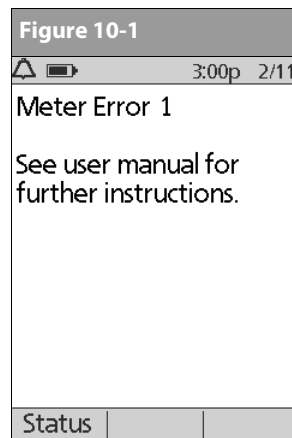 Figure 10-1
3:00p 2/11
Meter Error 1
See user manual for
further instructions.
Status